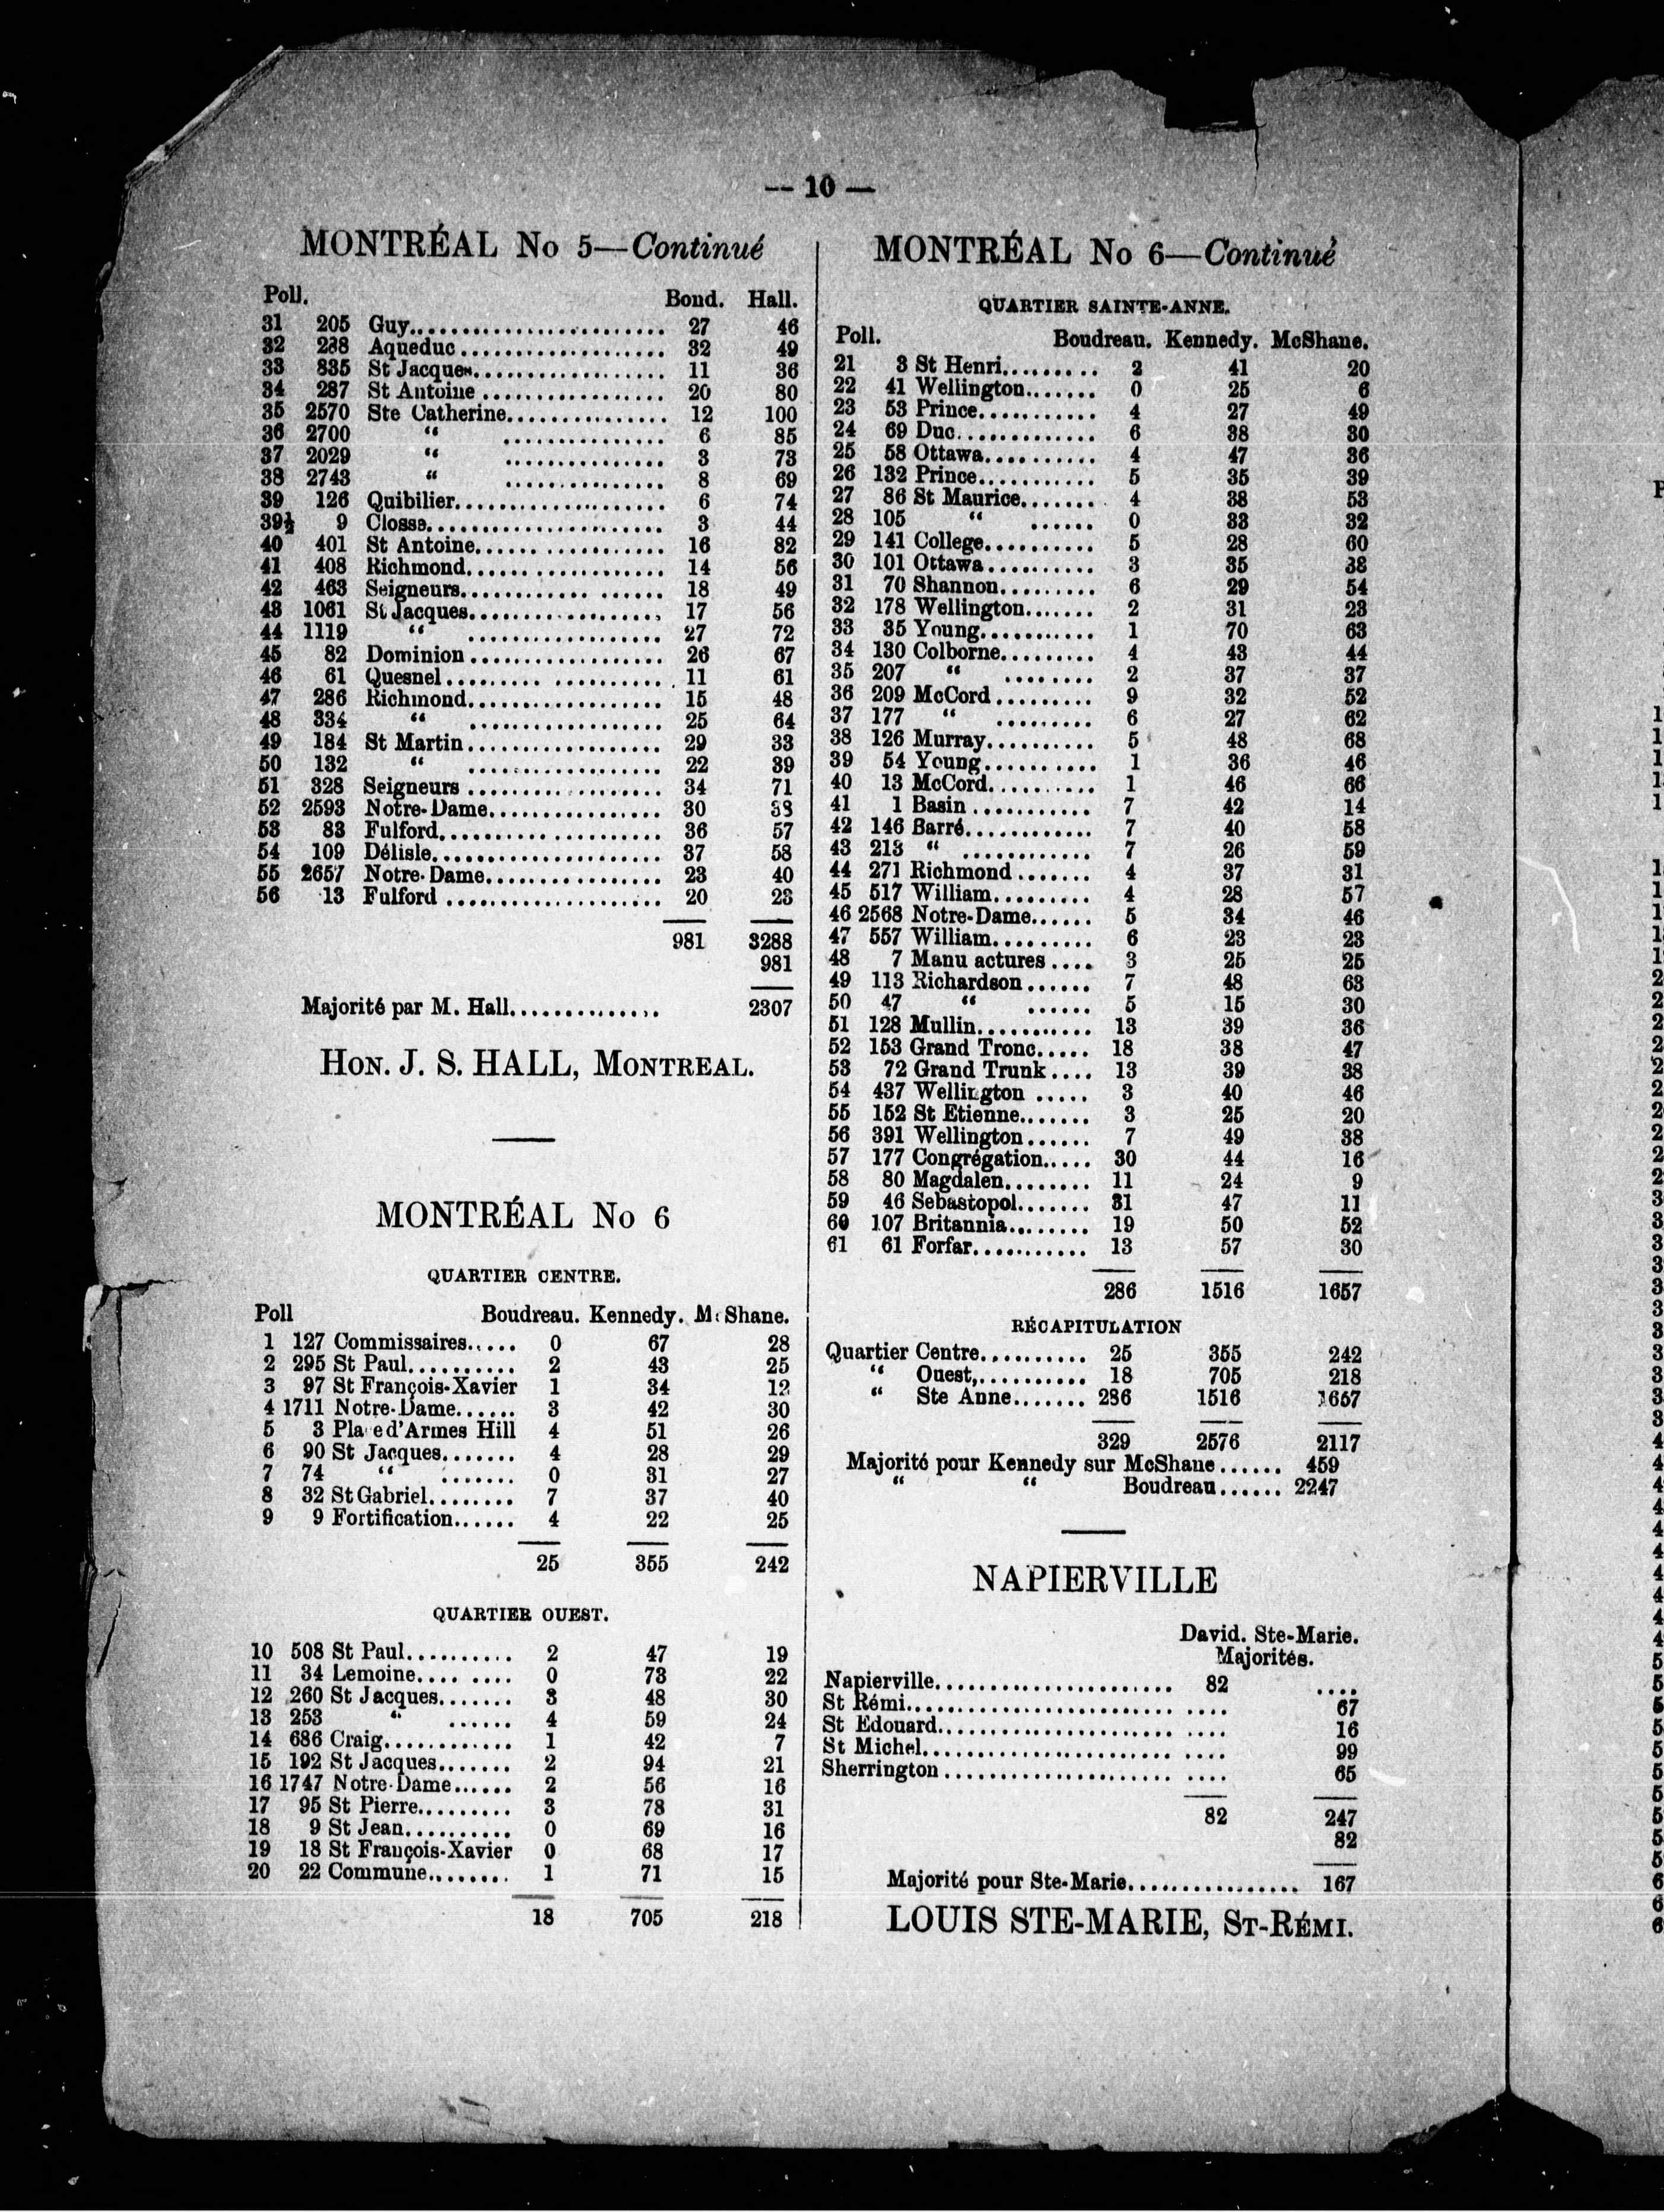 — 10 —
MONTRÉAL No 5—Continué
Poll. Bond. Hall.
31 205 Guy........................ 27 46
32 238 Aqueduc.................... 32 49
33 835 St Jacques................... 11 36
34 287 St Antoine.................. 20 80
35 2570 Ste Catherine............... 12 100
36 2700 “ ............... 6 85
37 2029 “ ............... 3 73
38 2743 “ ............... 8 69
39 126 Quibilier..................... 6 74
39½ 9 Closse....................... 3 44
40 401 St Antoine.................. 16 82
41 408 Richmond................... 14 56
42 463 Seigneurs.................... 18 49
43 1061 St Jacques................... 17 56
44 1119 “ ................... 27 72
45 82 Dominion................... 26 67
46 61 Quesnel..................... 11 61
47 286 Richmond................... 15 48
48 334 “ ................... 25 64
49 184 St Martin................... 29 33
50 132 “ ................... 22 39
51 328 Seigneurs................... 34 71
52 2593 Notre-Dame................. 30 38
53 83 Fulford...................... 36 57
54 109 Délisle...................... 37 58
55 2657 Notre-Dame................. 23 40
56 13 Fulford..................... 20 23
981 3288
981
Majorité par M. Hall............... 2307
HON. J. S. HALL, MONTREAL.
MONTRÉAL No 6
QUARTIER CENTRE.
Poll Boudreau. Kennedy. McShane.
1 127 Commissaires..... 0 67 28
2 295 St Paul.......... 2 43 25
3 97 St François-Xavier 1 34 12
4 1711 Notre-Dame...... 3 42 30
5 3 Pla e d'Armes Hill 4 51 26
6 90 St Jacques....... 4 28 29
7 74 “ ....... 0 31 27
8 32 St Gabriel........ 7 37 40
9 9 Fortification...... 4 22 25
25 355 242
QUARTIER OUEST.
10 508 St Paul.......... 2 47 19
11 34 Lemoine.... .... 0 73 22
12 260 St Jacques....... 3 48 30
13 253 “ ...... 4 59 24
14 686 Craig............ 1 42 7
15 192 St Jacques....... 2 94 21
16 1747 Notre-Dame...... 2 56 16
17 95 St Pierre......... 3 78 31
18 9 St Jean.......... 0 69 16
19 18 St François-Xavier 0 68 17
20 22 Commune........ 1 71 15
18 705 218
MONTRÉAL No 6—Continué
QUARTIER SAINTE-ANNE.
Poll. Boudreau. Kennedy. McShane.
21 3 St Henri......... 2 41 20
22 41 Wellington....... 0 25 6
23 53 Prince........... 4 27 49
24 69 Duc............. 6 38 30
25 58 Ottawa.......... 4 47 36
26 132 Prince........... 5 35 39
27 86 St Maurice....... 4 38 53
28 105 “ ...... 0 33 32
29 141 College.......... 5 28 60
30 101 Ottawa.......... 3 35 38
31 70 Shannon......... 6 29 54
32 178 Wellington....... 2 31 23
33 35 Young........... 1 70 63
34 130 Colborne......... 4 43 44
35 207 “ ........ 2 37 37
36 209 McCord......... 9 32 52
37 177 “ ......... 6 27 62
38 126 Murray.......... 5 48 68
39 54 Young........... 1 36 46
40 13 McCord.......... 1 46 66
41 1 Basin............ 7 42 14
42 146 Barré............ 7 40 58
43 213 “ ............ 7 26 59
44 271 Richmond....... 4 37 31
45 517 William......... 4 28 57
46 2568 Notre-Dame...... 5 34 46
47 557 William......... 6 23 23
48 7 Manu actures.... 3 25 25
49 113 Richardson...... 7 48 63
50 47 “ ...... 5 15 30
51 128 Mullin........... 13 39 36
52 153 Grand Tronc..... 18 38 47
53 72 Grand Trunk.... 13 39 38
54 437 Wellington ..... 3 40 46
55 152 St Etienne....... 3 25 20
56 391 Wellington...... 7 49 38
57 177 Congrégation..... 30 44 16
58 80 Magdalen........ 11 24 9
59 46 Sebastopol....... 31 47 11
60 107 Britannia........ 19 50 52
61 61 Forfar........... 13 57 30
286 1516 1657
RÉCAPITULATION
Quartier Centre.......... 25 355 242
“ Ouest,.......... 18 705 218
“ Ste Anne....... 286 1516 1657
329 2576 2117
Majorité pour Kennedy sur McShane...... 459
“ “ Boudreau...... 2247
NAPIERVILLE
David. Ste-Marie.
Majorités.
Napierville....................... 82 ....
St Rémi.......................... .... 67
St Edouard....................... .... 16
St Michel......................... .... 99
Sherrington...................... .... 65
82 247
82
Majorité pour Ste-Marie................ 167
LOUIS STE-MARIE, ST-RÉMI.